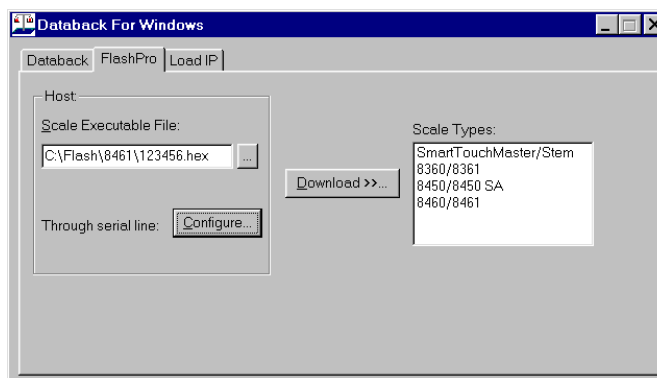 Databack For Windows
Databack FlashPro Load IP
Host
Scale Executable File:
C:\Flash\8461\123456.hex ...
Through serial line: Configure...
Download >>...
Scale Types:
SmartTouchMaster/Stem
8360/8361
8450/8450 SA
8460/8461